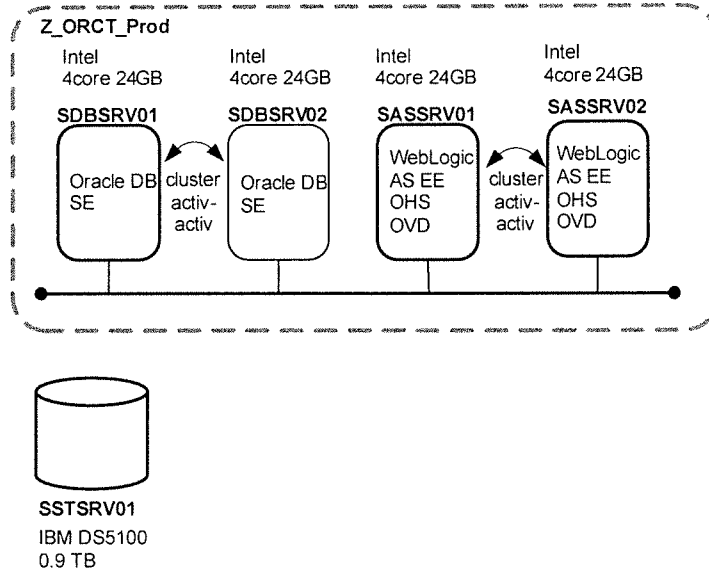 Z_ORCT_Prod
Intel
4core 24GB
SDBSRV01
Oracle DB
SE
cluster
activ-
activ
Intel
4core 24GB
SDBSRV02
Oracle DB
SE
Intel
4core 24GB
SASSRV01
WebLogic
AS EE
OHS
OVD
cluster
activ-
activ
Intel
4core 24GB
SASSRV02
WebLogic
AS EE
OHS
OVD
SSTSRV01
IBM DS5100
0.9 TB